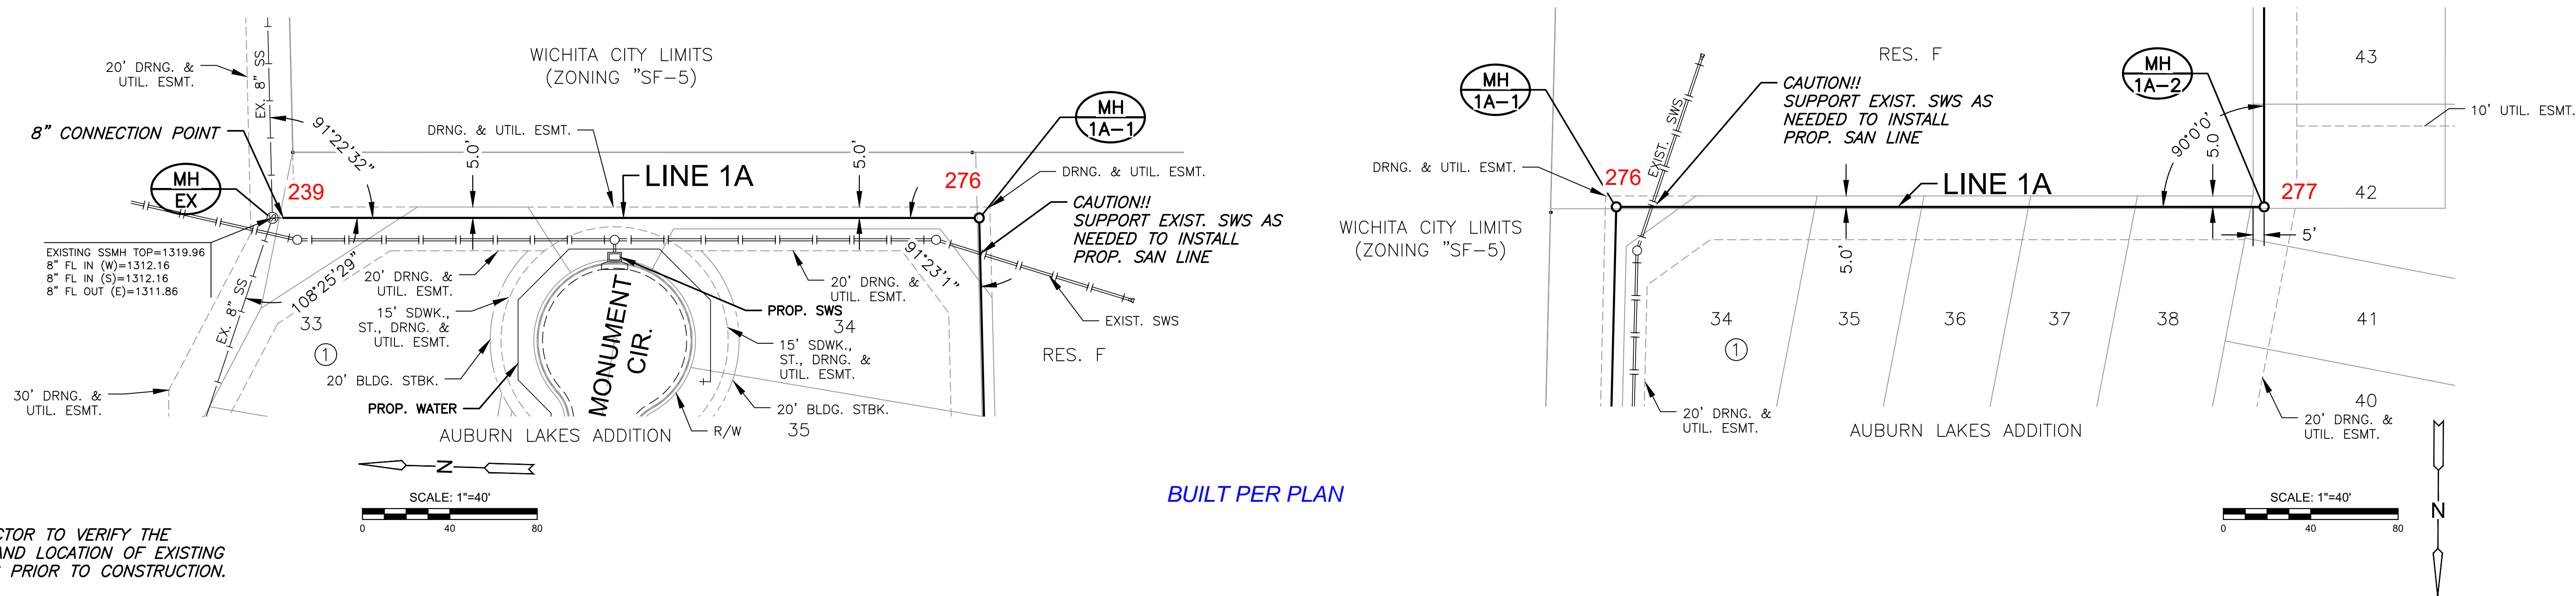 WICHITA CITY LIMITS
(ZONING "SF-5)
20' DRNG. &
UTIL. ESMT.
EX. 8" SS
8" CONNECTION POINT
91°22'32"
DRNG. & UTIL. ESMT.
5.0'
5.0'
MH
1A-1
MH
EX
239
LINE 1A
276
DRNG. & UTIL. ESMT.
CAUTION!!
SUPPORT EXIST. SWS AS
NEEDED TO INSTALL
PROP. SAN LINE
EXISTING SSMH TOP=1319.96
8" FL IN (W)=1312.16
8" FL IN (S)=1312.16
8" FL OUT (E)=1311.86
EX. 8" SS
108°25'29"
20' DRNG. &
UTIL. ESMT.
91°23'1"
20' DRNG. &
UTIL. ESMT.
15' SDWK.,
ST., DRNG. &
UTIL. ESMT.
MONUMENT
CIR.
PROP. SWS
34
EXIST. SWS
33
1
15' SDWK.,
ST., DRNG. &
UTIL. ESMT.
RES. F
20' BLDG. STBK.
30' DRNG. &
UTIL. ESMT.
PROP. WATER
20' BLDG. STBK.
35
R/W
AUBURN LAKES ADDITION
N
SCALE: 1"=40'
0 40 80
CTOR TO VERIFY THE
AND LOCATION OF EXISTING
PRIOR TO CONSTRUCTION.
BUILT PER PLAN
RES. F
MH
1A-1
EXIST. SWS
CAUTION!!
SUPPORT EXIST. SWS AS
NEEDED TO INSTALL
PROP. SAN LINE
MH
1A-2
43
10' UTIL. ESMT.
90°0'0"
5.0
DRNG. & UTIL. ESMT.
276
LINE 1A
277
42
WICHITA CITY LIMITS
(ZONING "SF-5)
5.0'
5'
34
35
36
37
38
41
1
40
20' DRNG. &
UTIL. ESMT.
AUBURN LAKES ADDITION
20' DRNG. &
UTIL. ESMT.
SCALE: 1"=40'
0 40 80
N